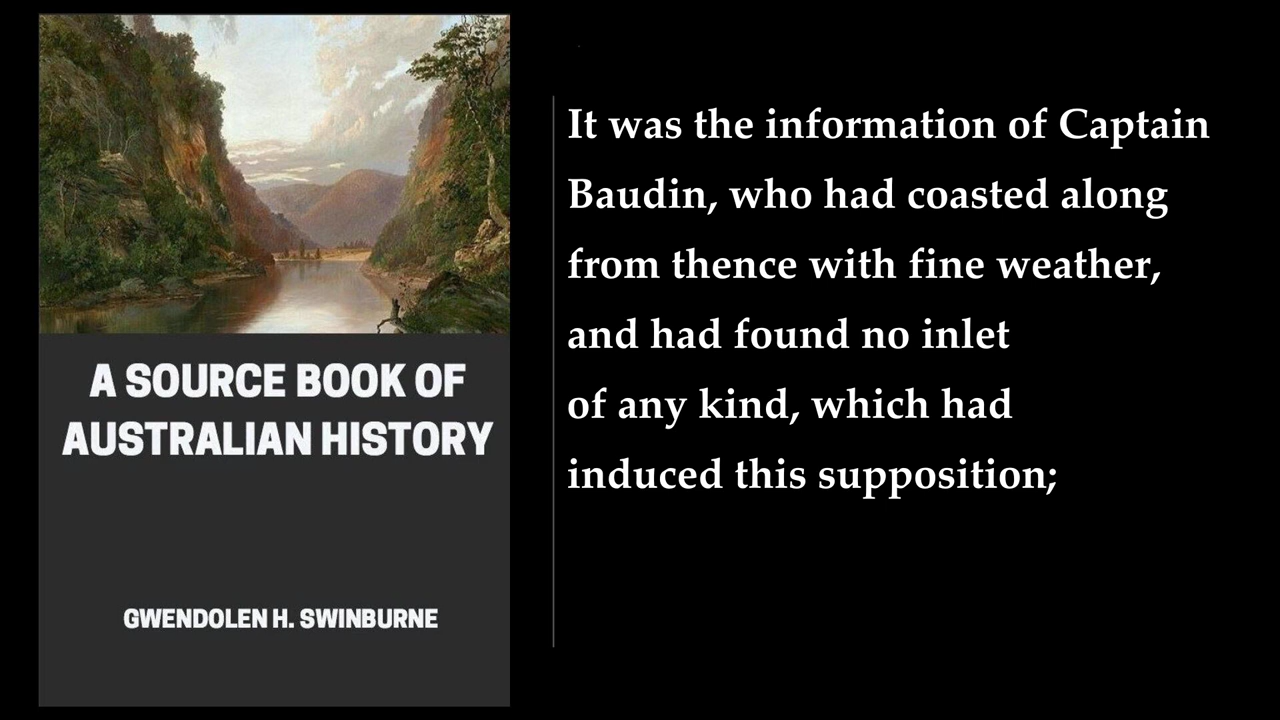 A SOURCE BOOK OF
AUSTRALIAN HISTORY
GWENDOLEN H. SWINBURNE
It was the information of Captain
Baudin, who had coasted along
from thence with fine weather,
and had found no inlet
of any kind, which had
induced this supposition;